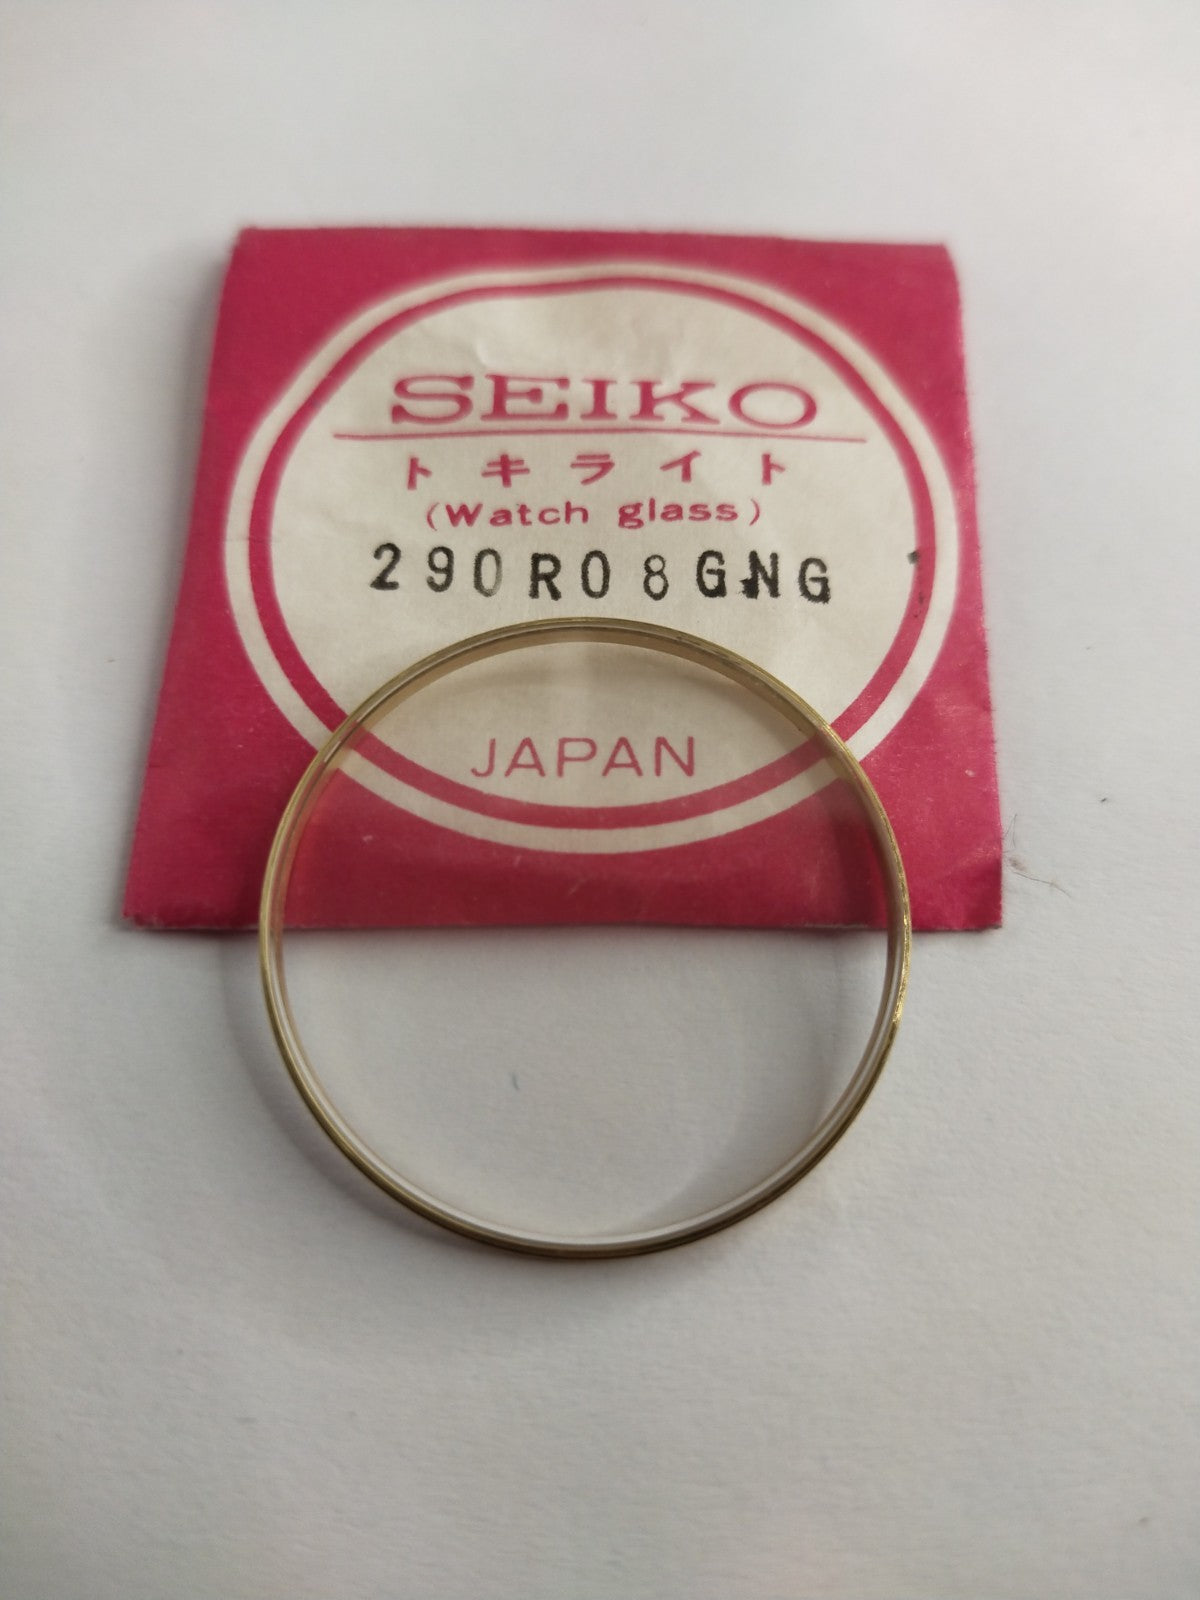 SEIKO
トキライト
(Watch glass)
290R08GNG
JAPAN